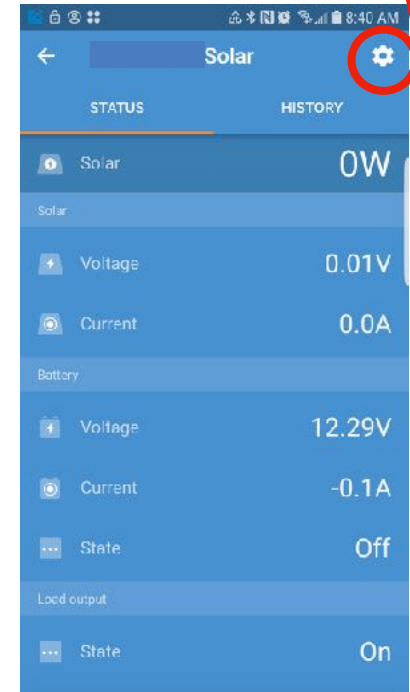 8:40 AM
Solar
STATUS HISTORY
Solar 0W
Solar
Voltage 0.01V
Current 0.0A
Battery
Voltage 12.29V
Current -0.1A
State Off
Load output
State On